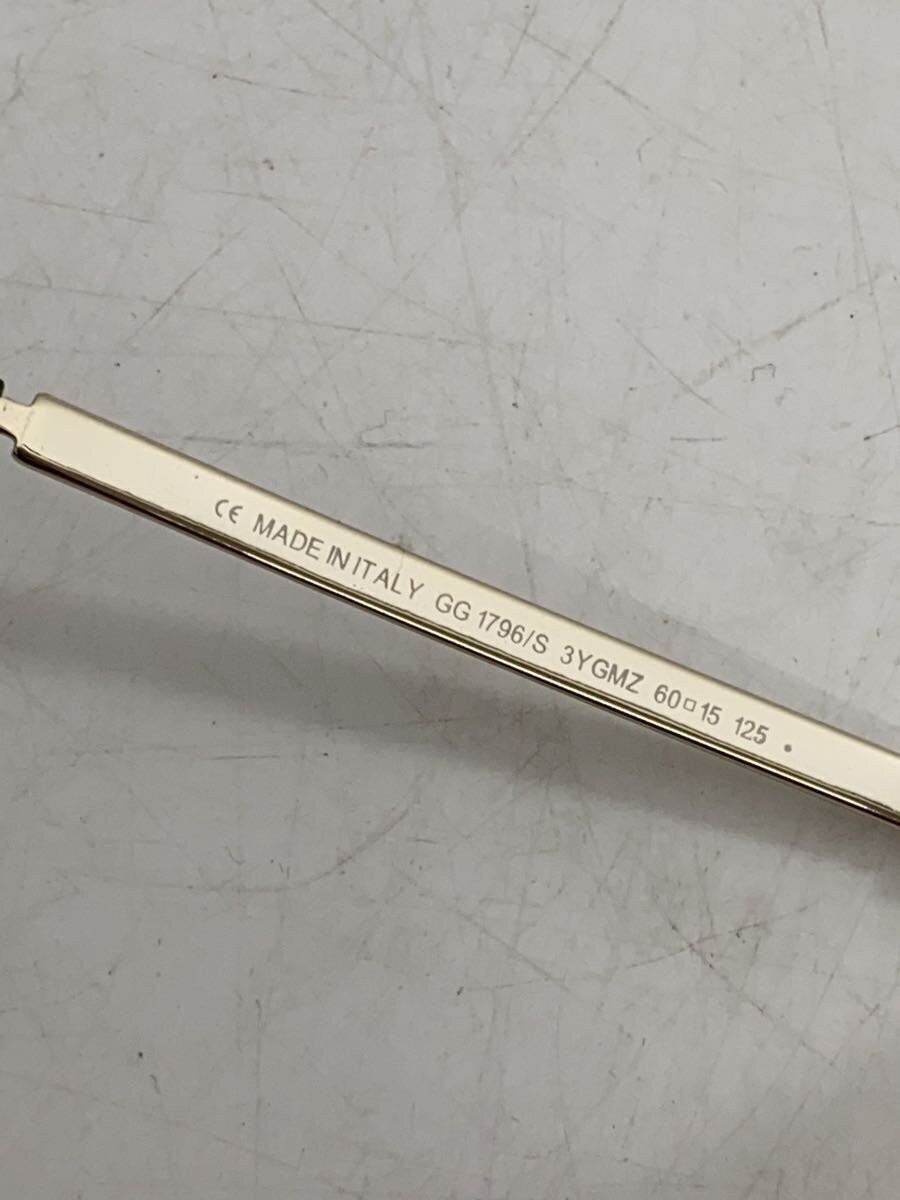 CE MADE IN ITALY GG 1796/S 3YGMZ 60□15 125 •